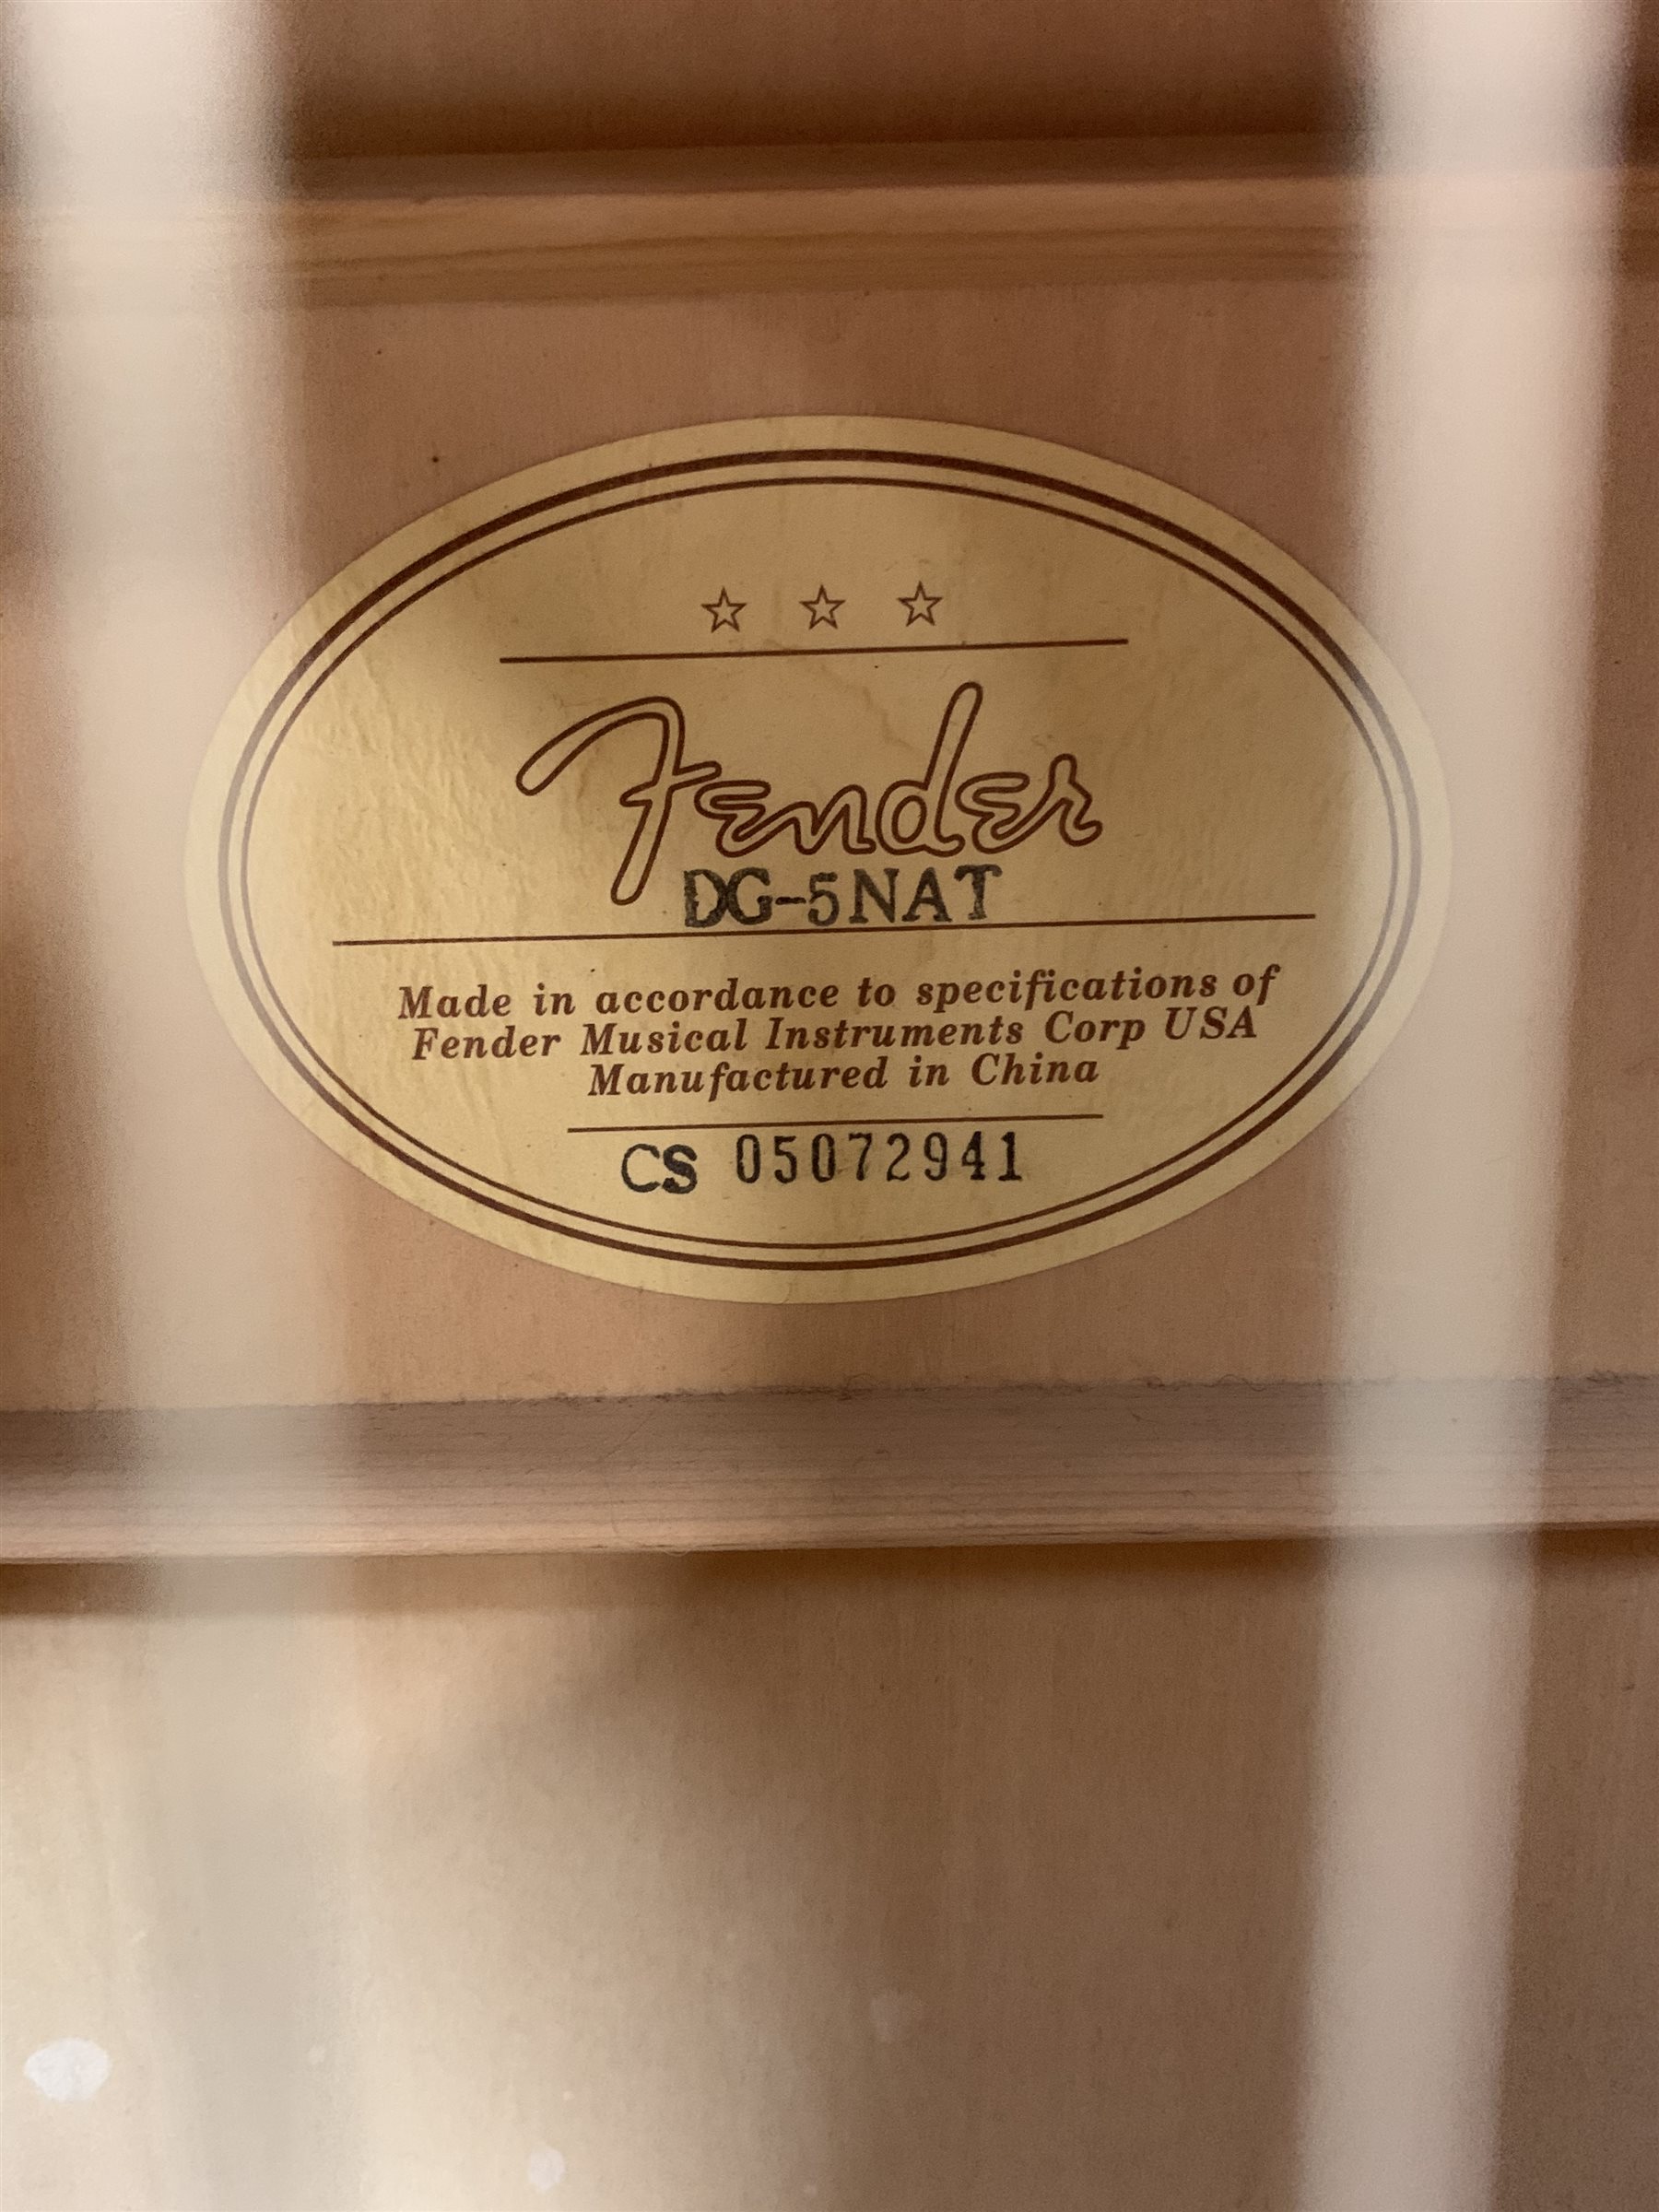 Fender
DG-5NAT
Made in accordance to specifications of
Fender Musical Instruments Corp USA
Manufactured in China
CS 05072941